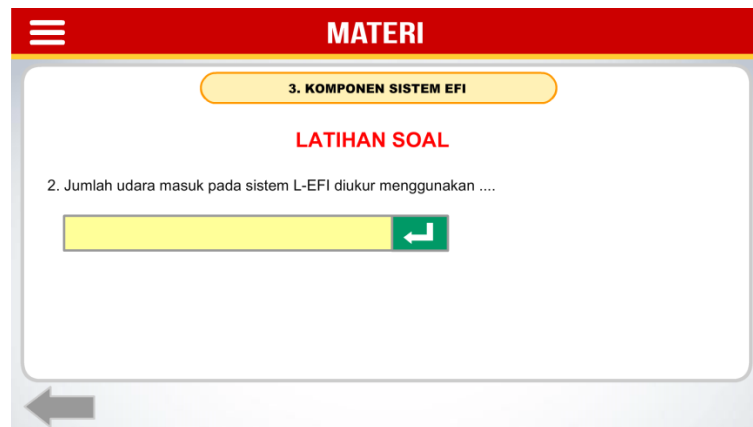 MATERI
3. KOMPONEN SISTEM EFI
LATIHAN SOAL
2. Jumlah udara masuk pada sistem L-EFI diukur menggunakan ....